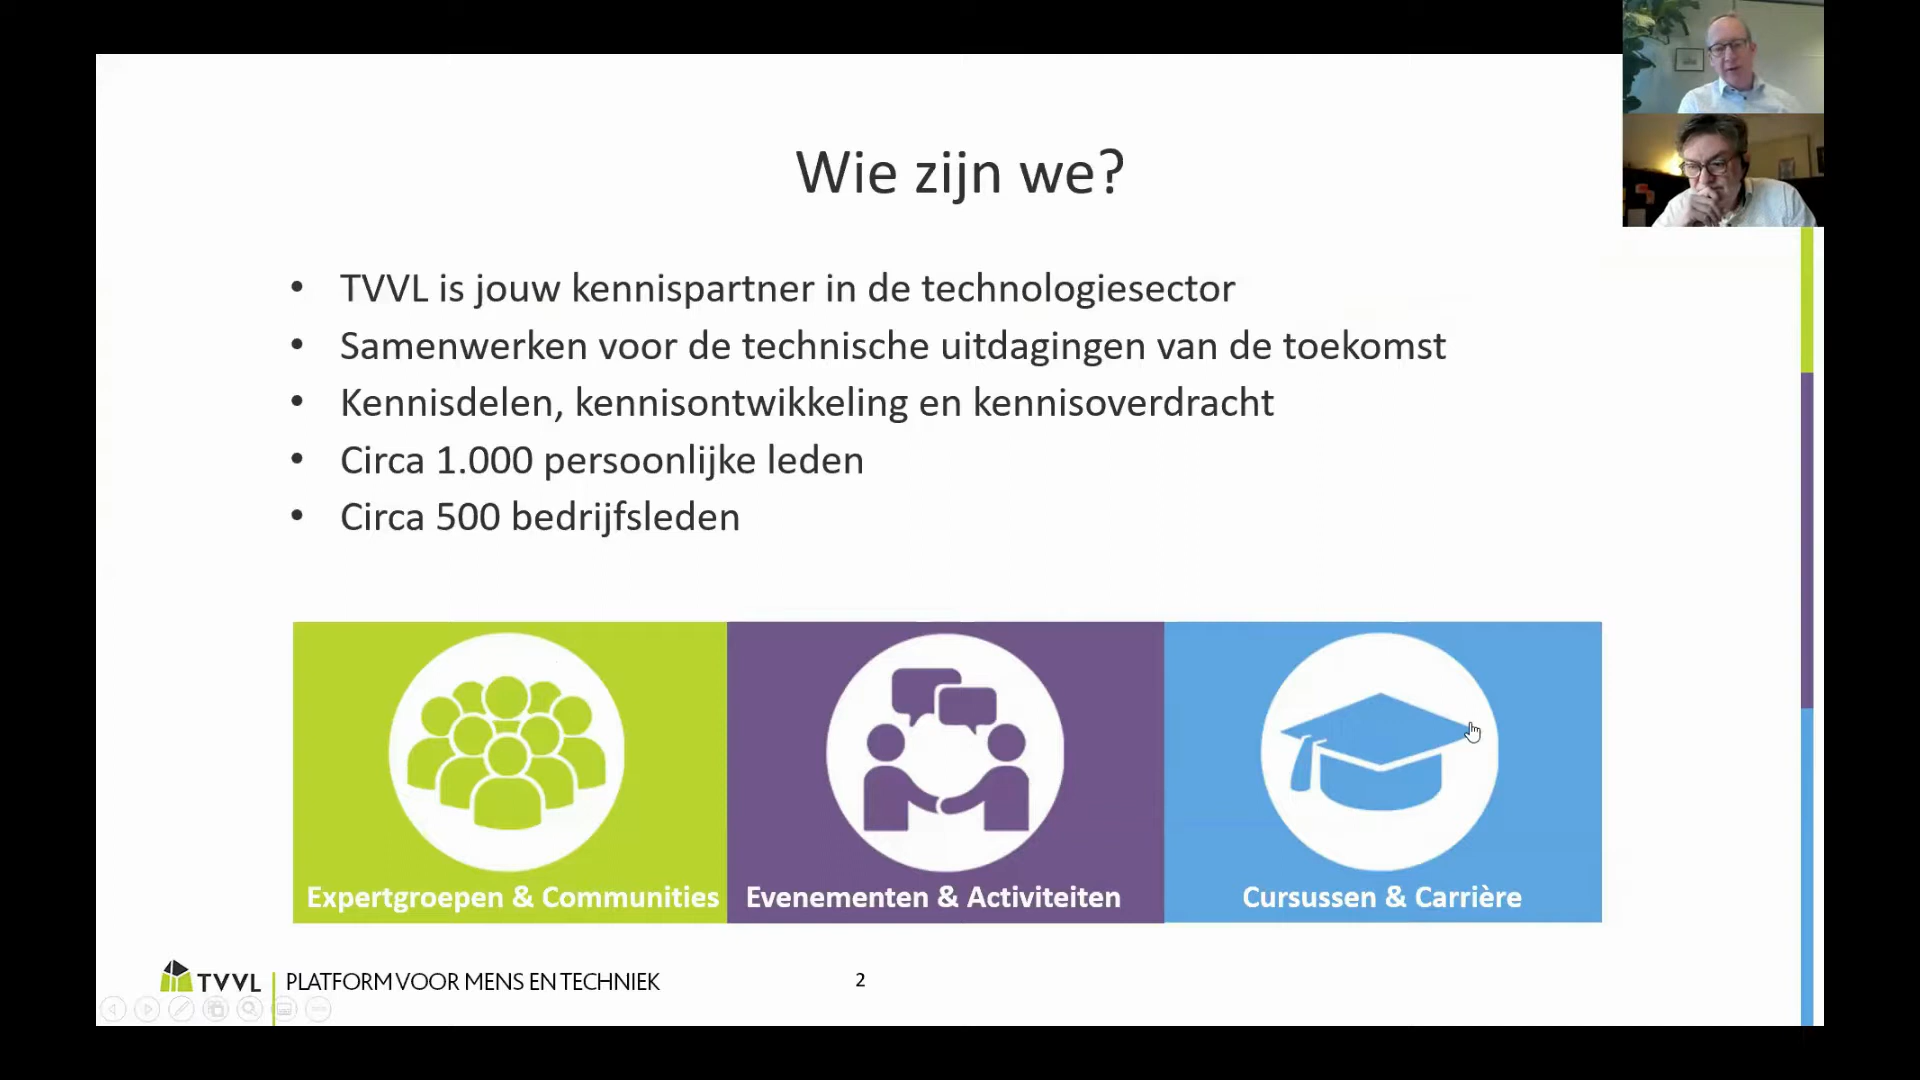 Wie zijn we?
• TVVL is jouw kennispartner in de technologiesector
• Samenwerken voor de technische uitdagingen van de toekomst
• Kennisdelen, kennisontwikkeling en kennisoverdracht
• Circa 1.000 persoonlijke leden
• Circa 500 bedrijfsleden
Expertgroepen & Communities
Evenementen & Activiteiten
Cursussen & Carrière
TVVL PLATFORM VOOR MENS EN TECHNIEK
2